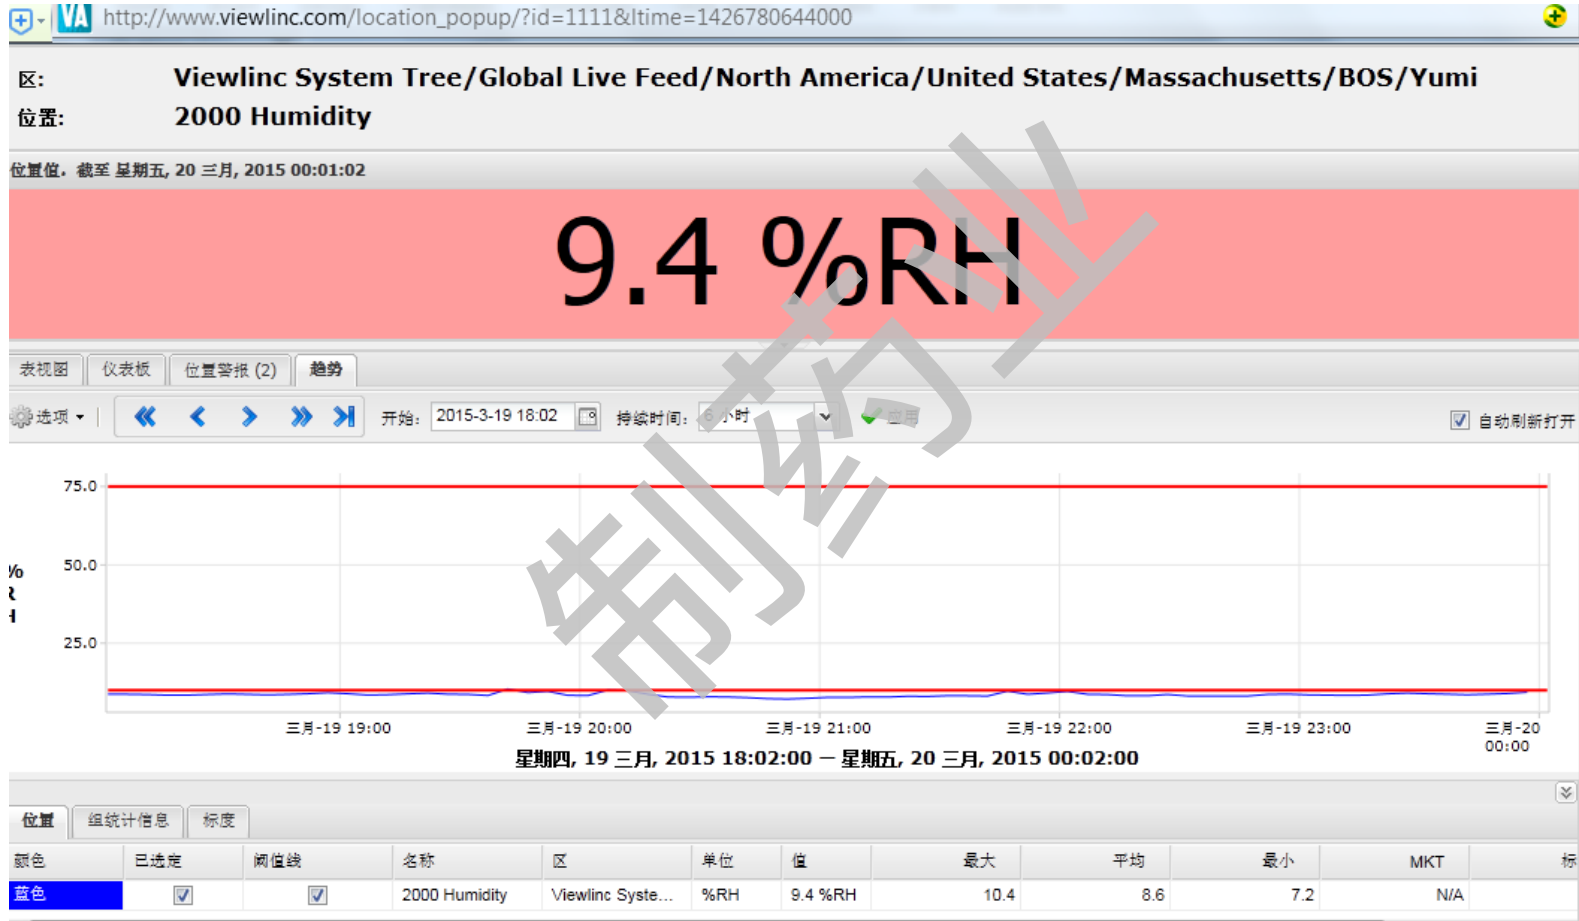 VA http://www.viewlinc.com/location_popup/?id=1111&ltime=1426780644000
区: Viewlinc System Tree/Global Live Feed/North America/United States/Massachusetts/BOS/Yumi
位置: 2000 Humidity
位置值. 截至 星期五, 20 三月, 2015 00:01:02
9.4 %RH
表视图 仪表板 位置警报 (2) 趋势
选项 开始: 2015-3-19 18:02 持续时间: 6 小时 应用 自动刷新打开
制药业
75.0
50.0
25.0
%
R
H
三月-19 19:00 三月-19 20:00 三月-19 21:00 三月-19 22:00 三月-19 23:00 三月-20
00:00
星期四, 19 三月, 2015 18:02:00 — 星期五, 20 三月, 2015 00:02:00
位置 组统计信息 标度
颜色 已选定 阈值线 名称 区 单位 值 最大 平均 最小 MKT 标
蓝色 2000 Humidity Viewlinc Syste... %RH 9.4 %RH 10.4 8.6 7.2 N/A